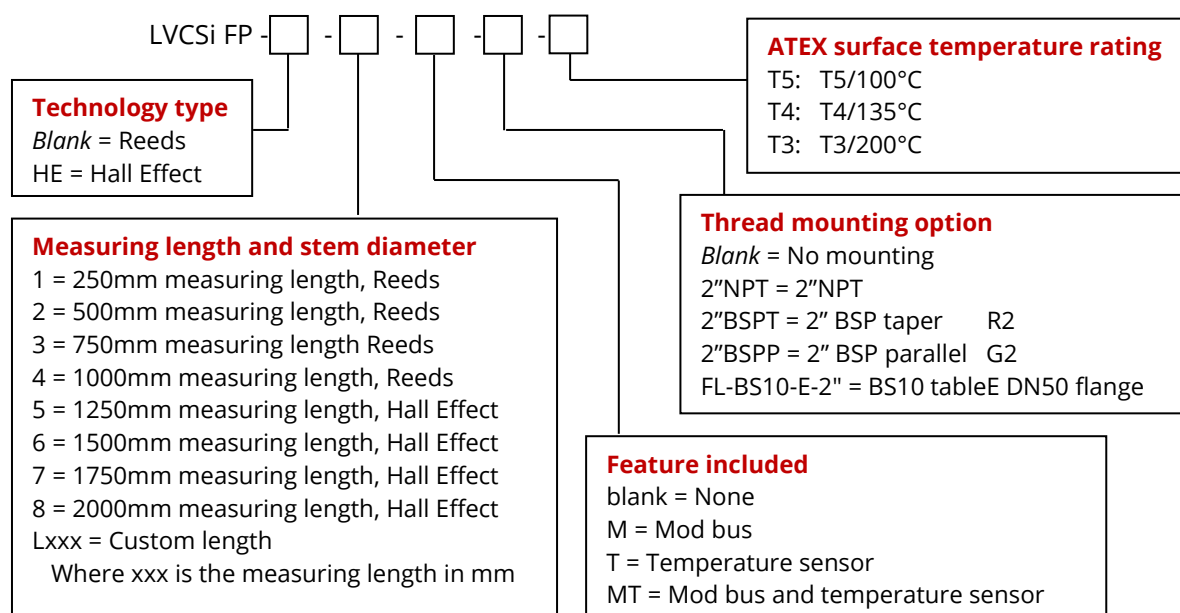 LVCSi FP - - - - -
Technology type
Blank = Reeds
HE = Hall Effect
Measuring length and stem diameter
1 = 250mm measuring length, Reeds
2 = 500mm measuring length, Reeds
3 = 750mm measuring length Reeds
4 = 1000mm measuring length, Reeds
5 = 1250mm measuring length, Hall Effect
6 = 1500mm measuring length, Hall Effect
7 = 1750mm measuring length, Hall Effect
8 = 2000mm measuring length, Hall Effect
Lxxx = Custom length
Where xxx is the measuring length in mm
ATEX surface temperature rating
T5: T5/100°C
T4: T4/135°C
T3: T3/200°C
Thread mounting option
Blank = No mounting
2”NPT = 2”NPT
2”BSPT = 2” BSP taper R2
2”BSPP = 2” BSP parallel G2
FL-BS10-E-2" = BS10 tableE DN50 flange
Feature included
blank = None
M = Mod bus
T = Temperature sensor
MT = Mod bus and temperature sensor